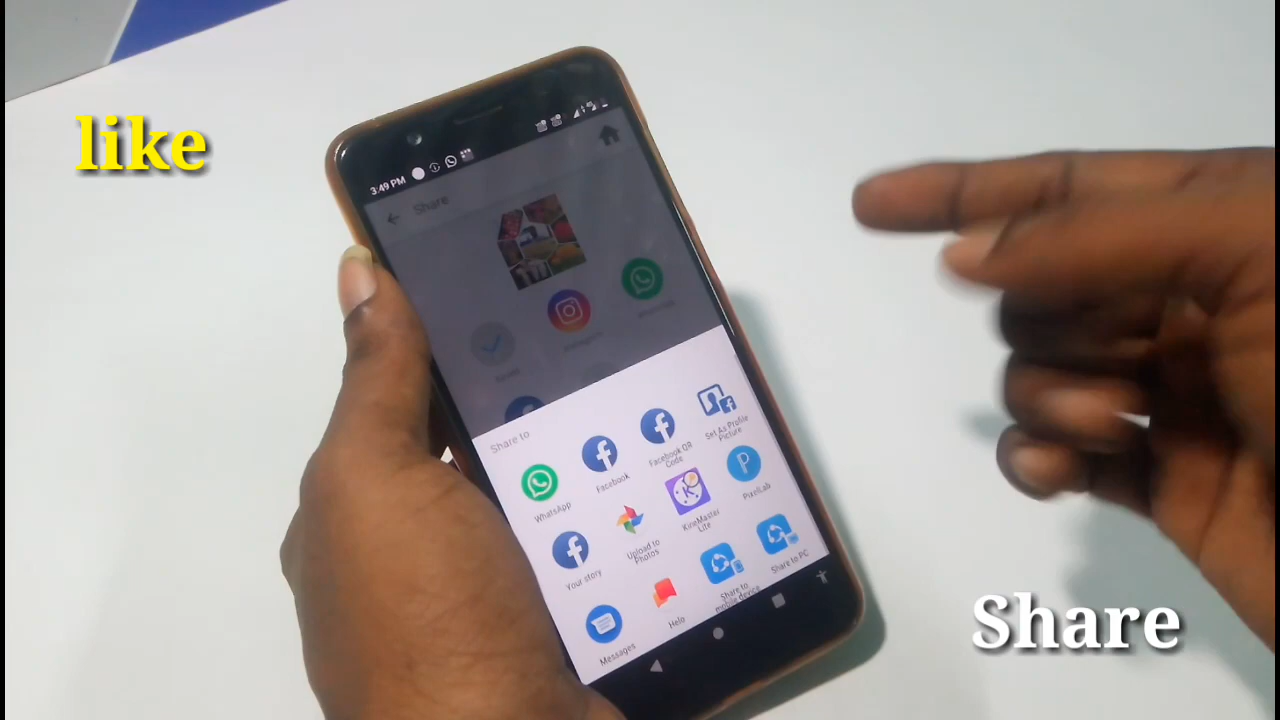 like
3:49 PM
Share
Share to
WhatsApp
Facebook
Facebook QR
Code
Set As Profile
Picture
Your story
Upload to
Photos
KineMaster
Lite
PixelLab
Messages
Helo
Share to
mobile device
Share to PC
Share